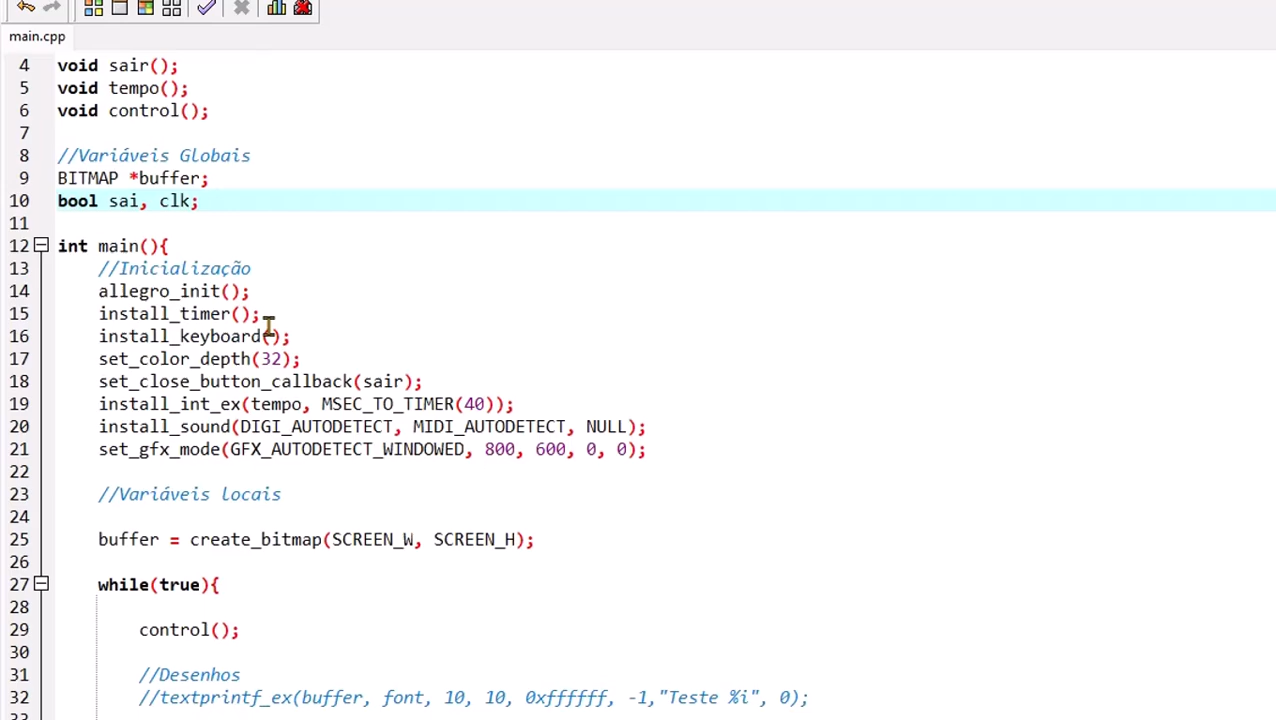 main.cpp
4 void sair();
5 void tempo();
6 void control();
7
8 //Variáveis Globais
9 BITMAP *buffer;
10 bool sai, clk;
11
12 int main(){
13 //Inicialização
14 allegro_init();
15 install_timer();
16 install_keyboard();
17 set_color_depth(32);
18 set_close_button_callback(sair);
19 install_int_ex(tempo, MSEC_TO_TIMER(40));
20 install_sound(DIGI_AUTODETECT, MIDI_AUTODETECT, NULL);
21 set_gfx_mode(GFX_AUTODETECT_WINDOWED, 800, 600, 0, 0);
22
23 //Variáveis locais
24
25 buffer = create_bitmap(SCREEN_W, SCREEN_H);
26
27 while(true){
28
29 control();
30
31 //Desenhos
32 //textprintf_ex(buffer, font, 10, 10, 0xffffff, -1,"Teste %i", 0);
33